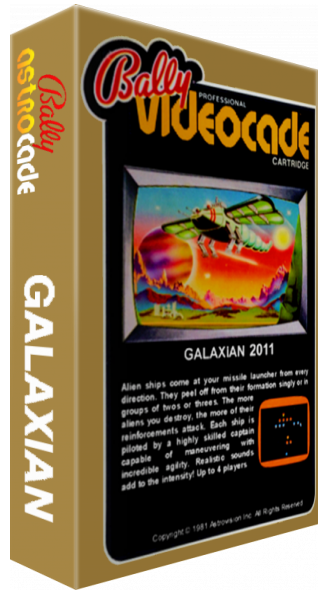 Bally
astrocade
GALAXIAN
Bally
PROFESSIONAL
VIDEOCADE
CARTRIDGE
GALAXIAN 2011
Alien ships come at your missile launcher from every
direction. They peel off from their formation singly or in
groups of twos or threes. The more
aliens you destroy, the more of their
reinforcements attack. Each ship is
piloted by a highly skilled captain
capable of maneuvering with
incredible agility. Realistic sounds
add to the intensity! Up to 4 players
Copyright © 1981 Astrovision Inc. All Rights Reserved